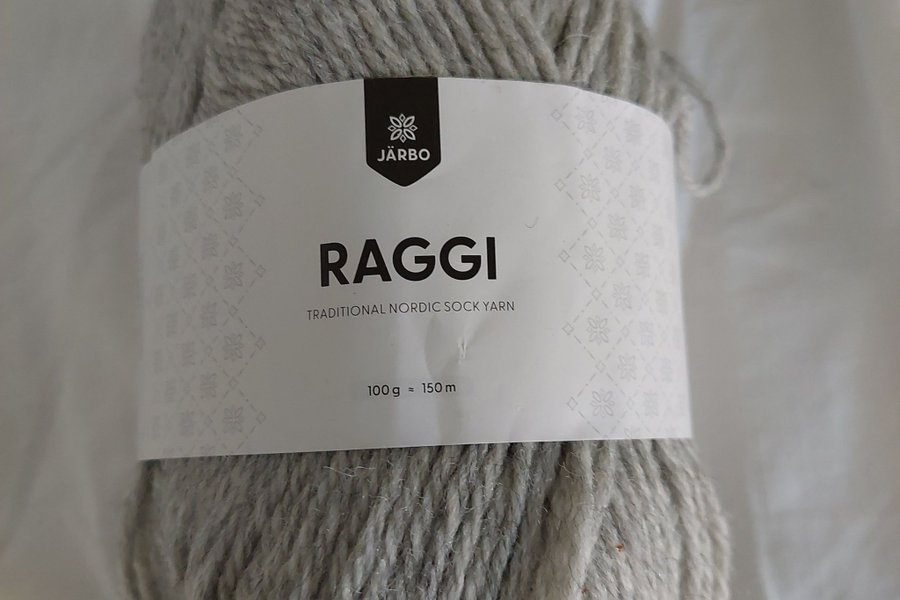 JÄRBO
RAGGI
TRADITIONAL NORDIC SOCK YARN
100 g ≈ 150 m